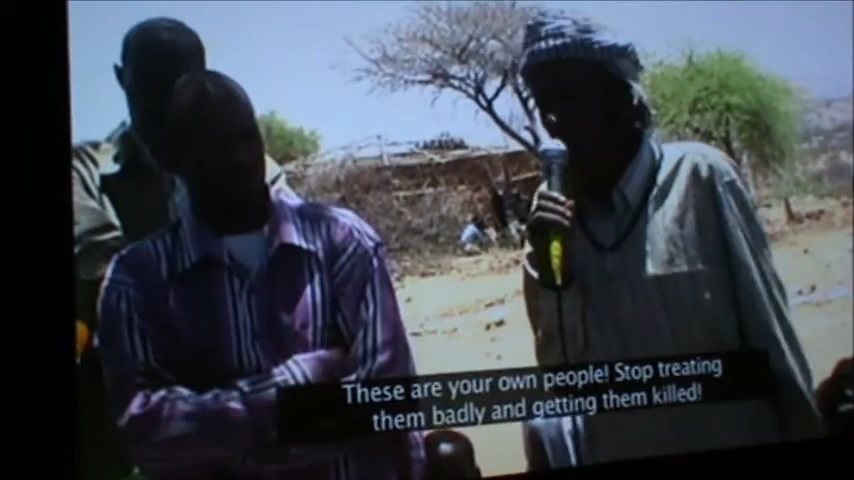 These are your own people! Stop treating
them badly and getting them killed!